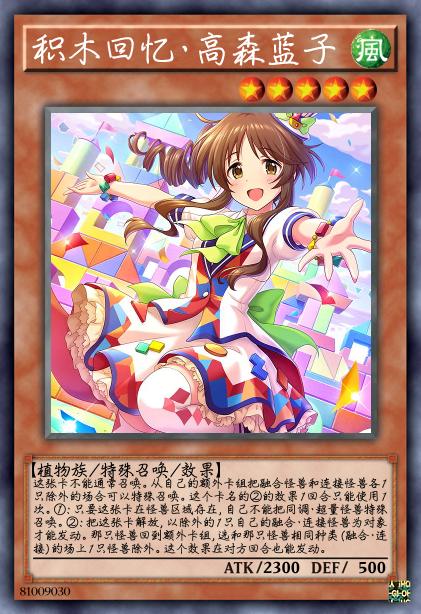 积木回忆·高森蓝子
風
【植物族/特殊召唤/效果】
这张卡不能通常召唤。从自己的额外卡组把融合怪兽和连接怪兽各1
只除外的场合可以特殊召唤。这个卡名的②的效果1回合只能使用1
次。①：只要这张卡在怪兽区域存在，自己不能把同调·超量怪兽特殊
召唤。②：把这张卡解放，以除外的1只自己的融合·连接怪兽为对象
才能发动。那只怪兽回到额外卡组，选和那只怪兽相同种类（融合·连
接）的场上1只怪兽除外。这个效果在对方回合也能发动。
ATK/2300 DEF/ 500
81009030